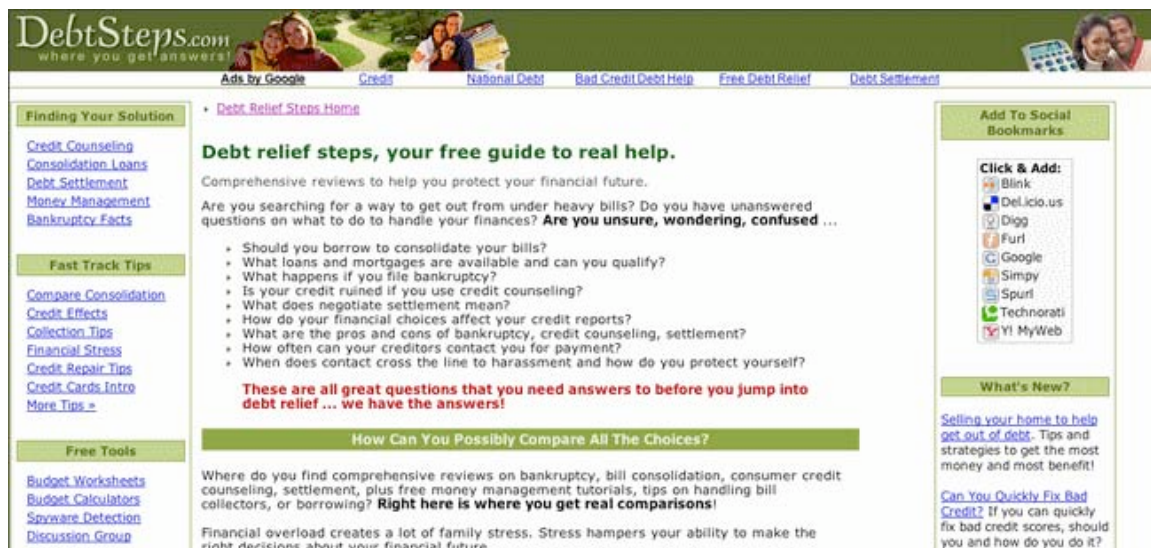 DebtSteps.com
where you get answers!
Ads by Google
Credit
National Debt
Bad Credit Debt Help
Free Debt Relief
Debt Settlement
Finding Your Solution
Credit Counseling
Consolidation Loans
Debt Settlement
Money Management
Bankruptcy Facts
Fast Track Tips
Compare Consolidation
Credit Effects
Collection Tips
Financial Stress
Credit Repair Tips
Credit Cards Intro
More Tips »
Free Tools
Budget Worksheets
Budget Calculators
Spyware Detection
Discussion Group
Debt Relief Steps Home
Debt relief steps, your free guide to real help.
Comprehensive reviews to help you protect your financial future.
Are you searching for a way to get out from under heavy bills? Do you have unanswered
questions on what to do to handle your finances? Are you unsure, wondering, confused ...
Should you borrow to consolidate your bills?
What loans and mortgages are available and can you qualify?
What happens if you file bankruptcy?
Is your credit ruined if you use credit counseling?
What does negotiate settlement mean?
How do your financial choices affect your credit reports?
What are the pros and cons of bankruptcy, credit counseling, settlement?
How often can your creditors contact you for payment?
When does contact cross the line to harassment and how do you protect yourself?
These are all great questions that you need answers to before you jump into
debt relief ... we have the answers!
How Can You Possibly Compare All The Choices?
Where do you find comprehensive reviews on bankruptcy, bill consolidation, consumer credit
counseling, settlement, plus free money management tutorials, tips on handling bill
collectors, or borrowing? Right here is where you get real comparisons!
Financial overload creates a lot of family stress. Stress hampers your ability to make the
right decisions about your financial future.
Add To Social
Bookmarks
Click & Add:
Blink
Del.icio.us
Digg
Furl
Google
Simpy
Spurl
Technorati
Y! MyWeb
What's New?
Selling your home to help
get out of debt. Tips and
strategies to get the most
money and most benefit!
Can You Quickly Fix Bad
Credit? If you can quickly
fix bad credit scores, should
you and how do you do it?